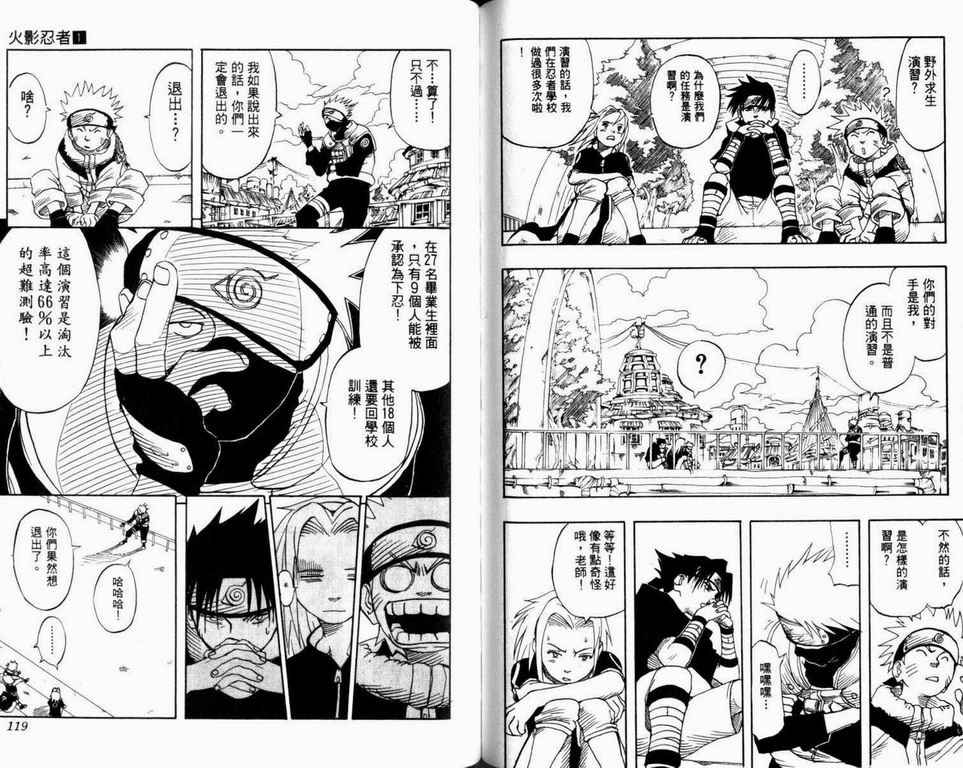 野外求生
演習？
？
……
為什麼我們
的任務是演
習啊？
演習的話，我
們在忍者學校
做過很多次啦
！
你們的對
手是我，
而且不是普
通的演習。
？
不然的話，
是怎樣的演
習啊？
………
嘿嘿
嘿…
等等！這好
像有點奇怪
哦，老師！
火影忍者1
不…算了！
只不過……
我如果說出來
的話，你們一
定會退出的。
退出…？
啥？
在27名畢業生裡面
，只有9個人能被
承認為下忍！
其他18個人
還要回學校
訓練！
這個演習是淘汰
率高達66％以上
的超難測驗！
哈哈
哈！
你們果然想
退出了。
……
119